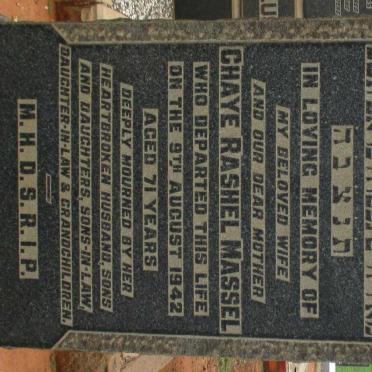 ת נ צ ב ה
IN LOVING MEMORY OF
MY BELOVED WIFE
AND OUR DEAR MOTHER
CHAYE RASHEL MASSEL
WHO DEPARTED THIS LIFE
ON THE 9TH AUGUST 1942
AGED 71 YEARS
DEEPLY MOURNED BY HER
HEARTBROKEN HUSBAND, SONS
AND DAUGHTERS, SONS-IN-LAW,
DAUGHTER-IN-LAW & GRANDCHILDREN.
M.H.D.S.R.I.P.